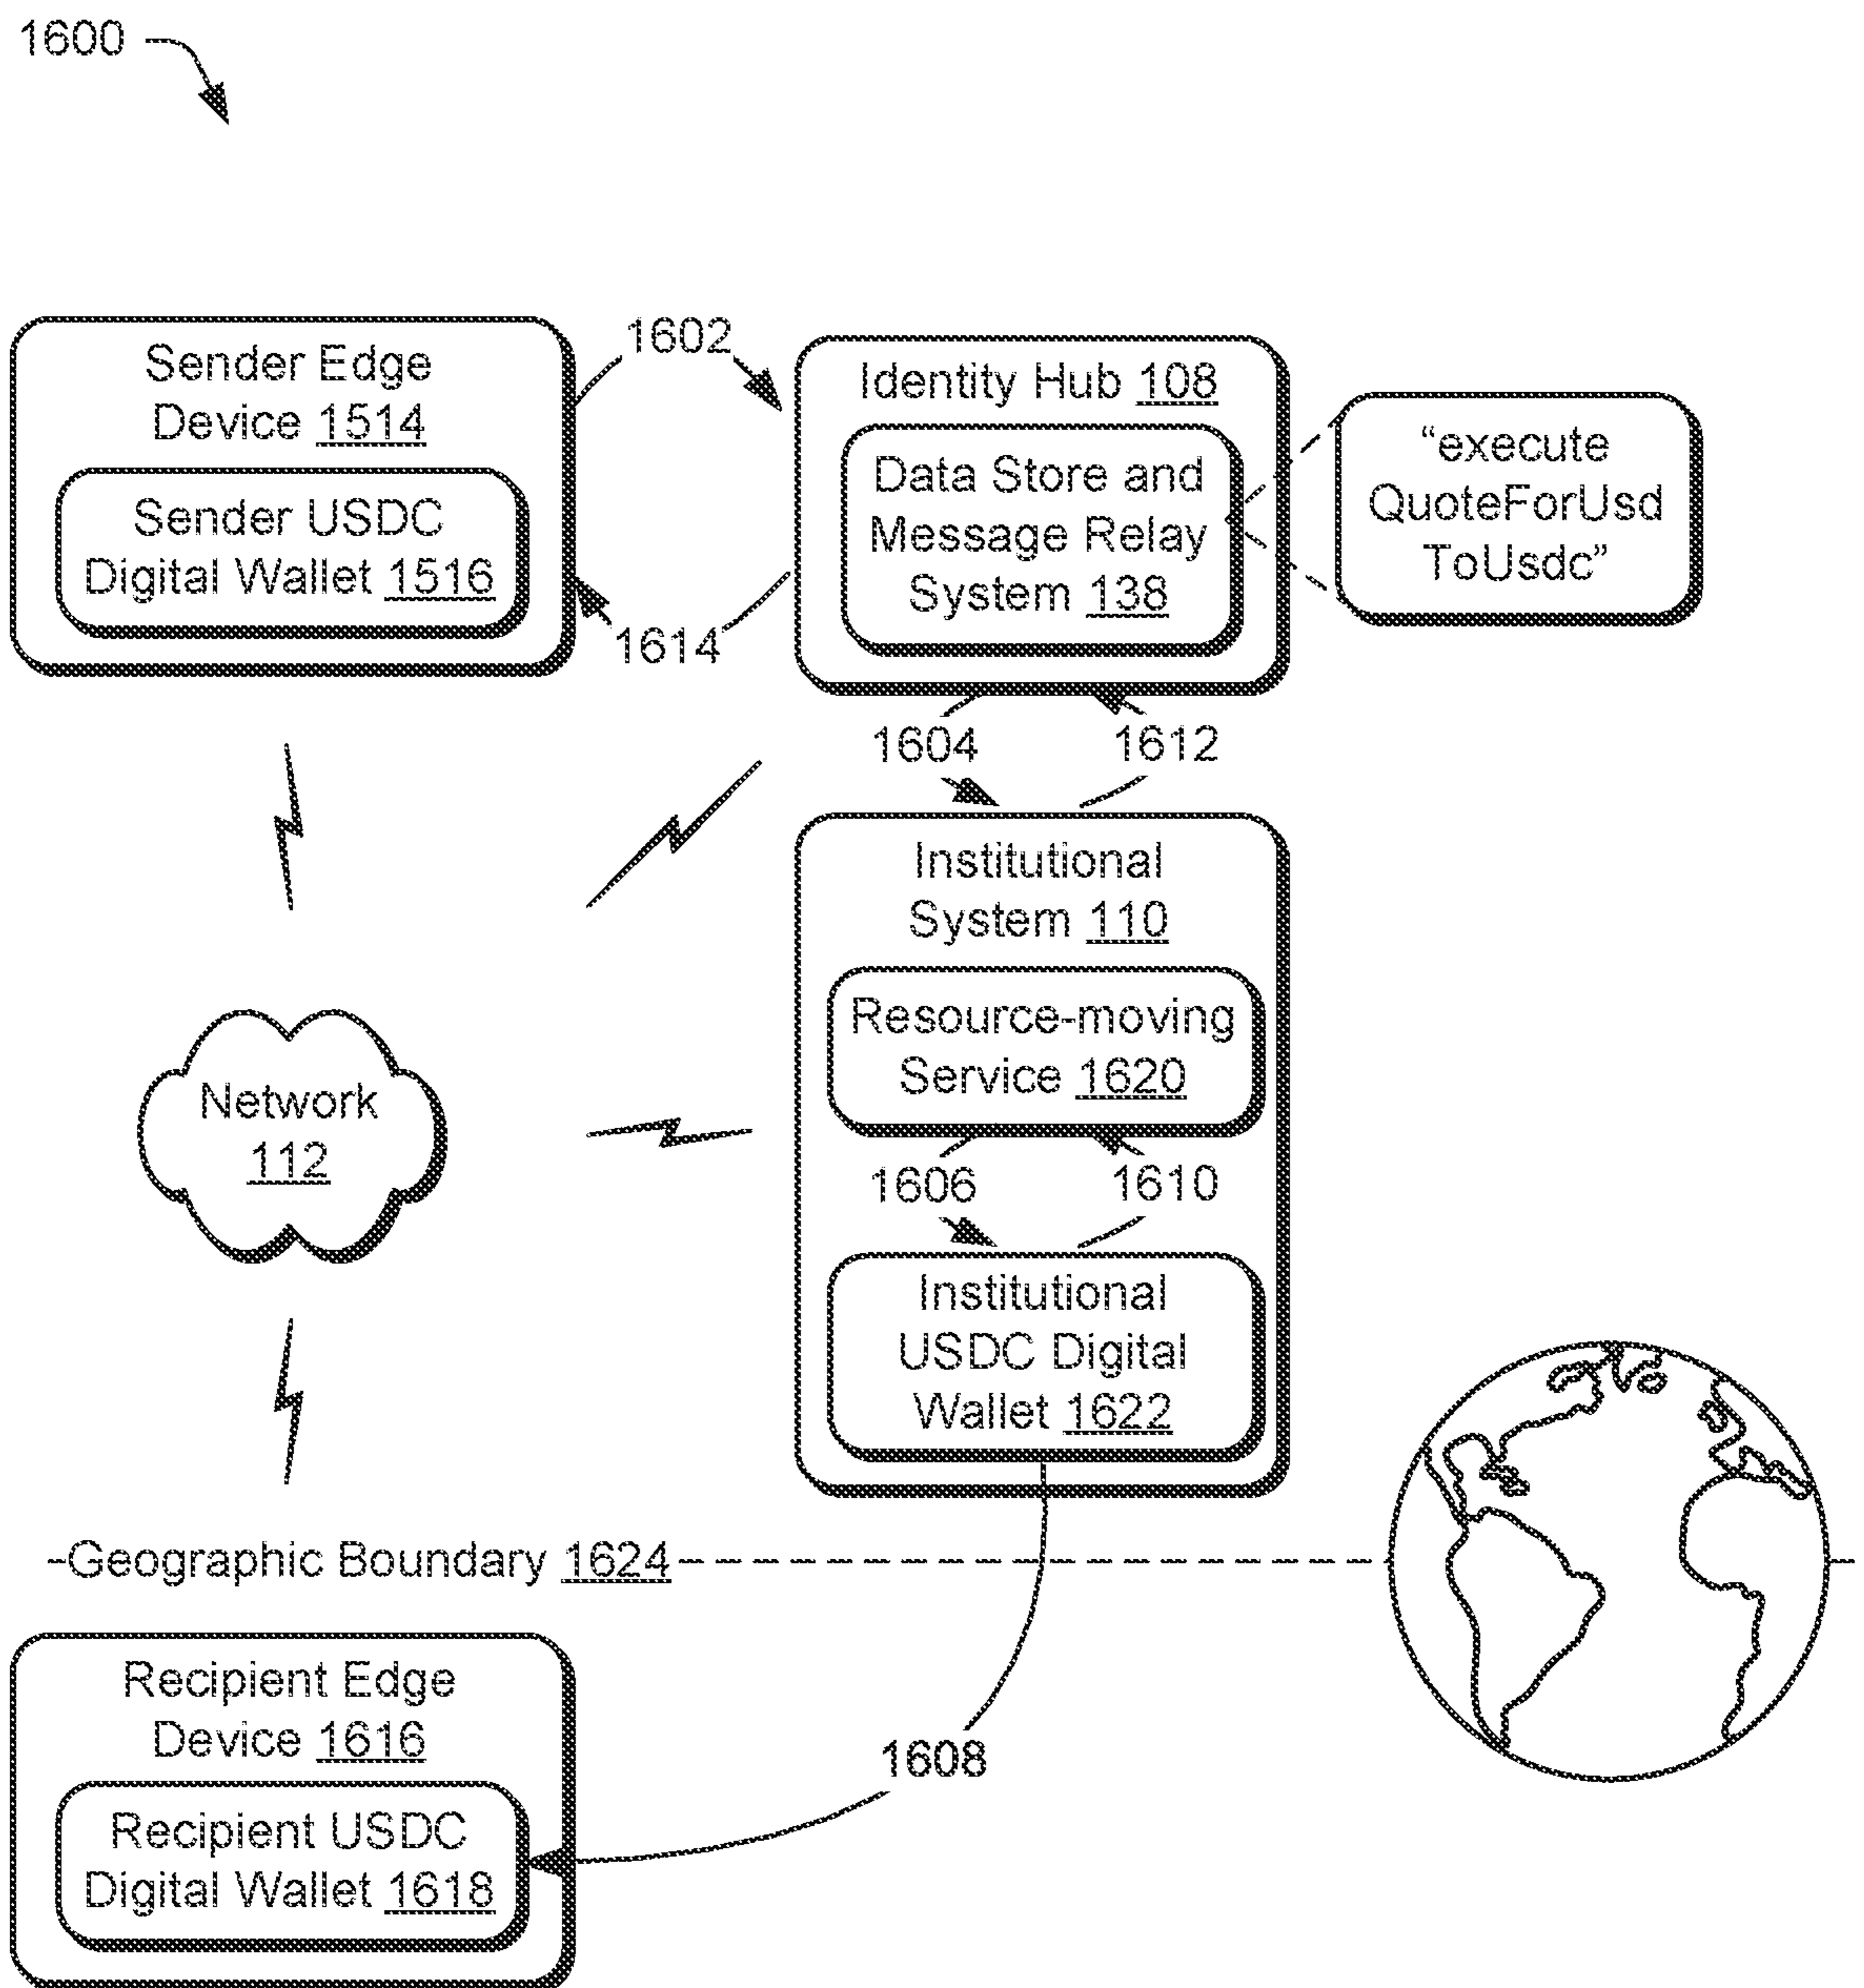 1600
Sender Edge
Device 1514
Sender USDC
Digital Wallet 1516
1602
1614
Identity Hub 108
Data Store and
Message Relay
System 138
“execute
QuoteForUsd
ToUsdc”
1604
1612
Institutional
System 110
Resource-moving
Service 1620
1606
1610
Institutional
USDC Digital
Wallet 1622
Network
112
Geographic Boundary 1624
Recipient Edge
Device 1616
Recipient USDC
Digital Wallet 1618
1608